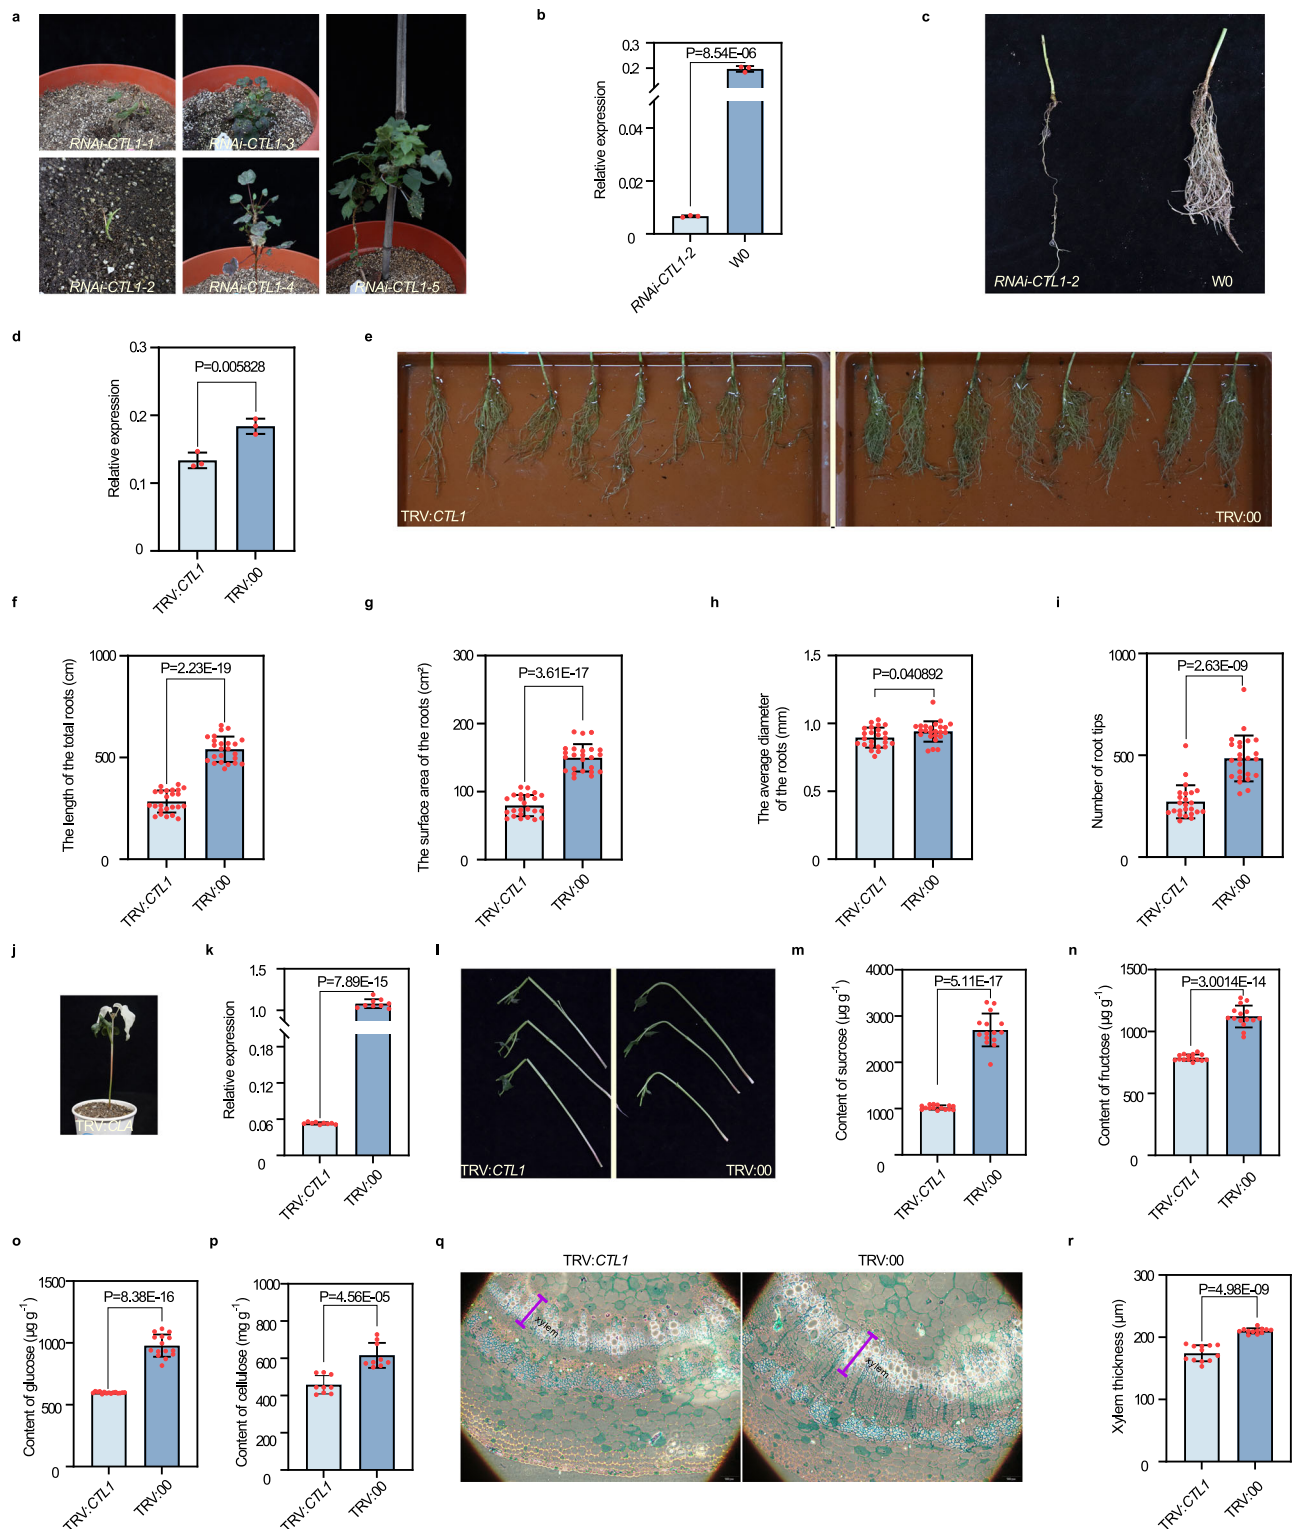 a
RNAi-CTL1-1
RNAi-CTL1-3
RNAi-CTL1-2
RNAi-CTL1-4
RNAi-CTL1-5
b
P=8.54E-06
0.3
0.2
0.04
0.02
0
Relative expression
RNAi-CTL1-2
W0
c
RNAi-CTL1-2
W0
d
P=0.005828
0.3
0.2
0.1
0
Relative expression
TRV:CTL1
TRV:00
e
TRV:CTL1
TRV:00
f
P=2.23E-19
1000
500
0
The length of the total roots (cm)
TRV:CTL1
TRV:00
g
P=3.61E-17
300
200
100
0
The surface area of the roots (cm²)
TRV:CTL1
TRV:00
h
P=0.040892
1.5
1.0
0.5
0
The average diameter
of the roots (mm)
TRV:CTL1
TRV:00
i
P=2.63E-09
1000
500
0
Number of root tips
TRV:CTL1
TRV:00
j
TRV:CLA
k
P=7.89E-15
1.5
1.0
0.18
0.12
0.06
0
Relative expression
TRV:CTL1
TRV:00
l
TRV:CTL1
TRV:00
m
P=5.11E-17
4000
3000
2000
1000
0
Content of sucrose (µg g⁻¹)
TRV:CTL1
TRV:00
n
P=3.0014E-14
1500
1000
500
0
Content of fructose (µg g⁻¹)
TRV:CTL1
TRV:00
o
P=8.38E-16
1500
1000
500
0
Content of glucose (µg g⁻¹)
TRV:CTL1
TRV:00
p
P=4.56E-05
1000
800
600
400
200
0
Content of cellulose (mg g⁻¹)
TRV:CTL1
TRV:00
q
TRV:CTL1
TRV:00
xylem
xylem
r
P=4.98E-09
300
200
100
0
Xylem thickness (µm)
TRV:CTL1
TRV:00